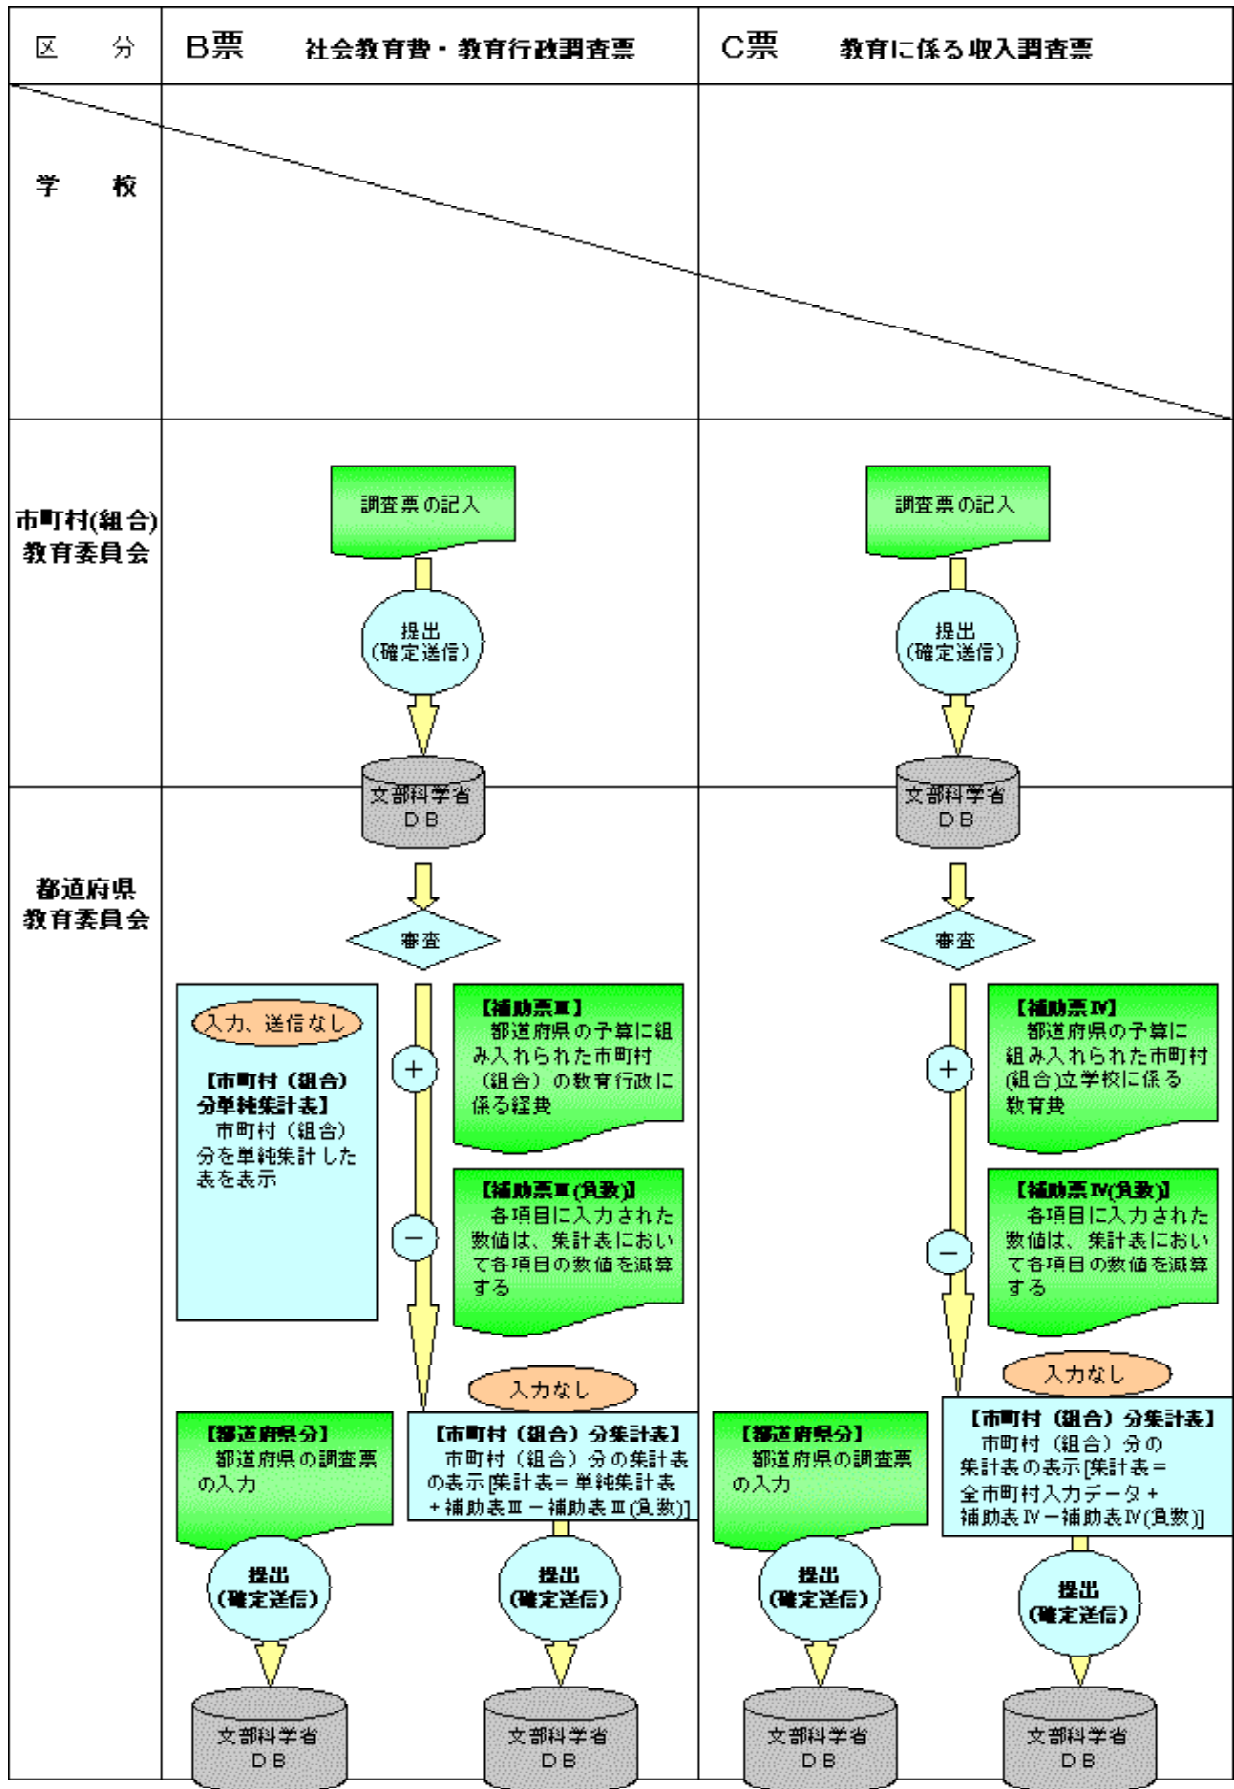 区　分
B票　社会教育費・教育行政調査票
C票　教育に係る収入調査票
学　校
市町村(組合)
教育委員会
調査票の記入
提出
(確定送信)
文部科学省
ＤＢ
調査票の記入
提出
(確定送信)
文部科学省
ＤＢ
都道府県
教育委員会
審査
入力、送信なし
【市町村（組合）
分単純集計表】
市町村（組合）
分を単純集計した
表を表示
＋
【補助票Ⅲ】
都道府県の予算に組
み入れられた市町村
（組合）の教育行政に
係る経費
－
【補助票Ⅲ(負数)】
各項目に入力された
数値は、集計表におい
て各項目の数値を減算
する
入力なし
【都道府県分】
都道府県の調査票
の入力
【市町村（組合）分集計表】
市町村（組合）分の集計表
の表示[集計表＝単純集計表
＋補助表Ⅲ－補助表Ⅲ(負数)]
提出
(確定送信)
文部科学省
ＤＢ
提出
(確定送信)
文部科学省
ＤＢ
審査
＋
【補助票Ⅳ】
都道府県の予算に
組み入れられた市町村
(組合)立学校に係る
教育費
－
【補助票Ⅳ(負数)】
各項目に入力された
数値は、集計表におい
て各項目の数値を減算
する
入力なし
【都道府県分】
都道府県の調査票
の入力
【市町村（組合）分集計表】
市町村（組合）分の
集計表の表示[集計表＝
全市町村入力データ＋
補助表Ⅳ－補助表Ⅳ(負数)]
提出
(確定送信)
文部科学省
ＤＢ
提出
(確定送信)
文部科学省
ＤＢ